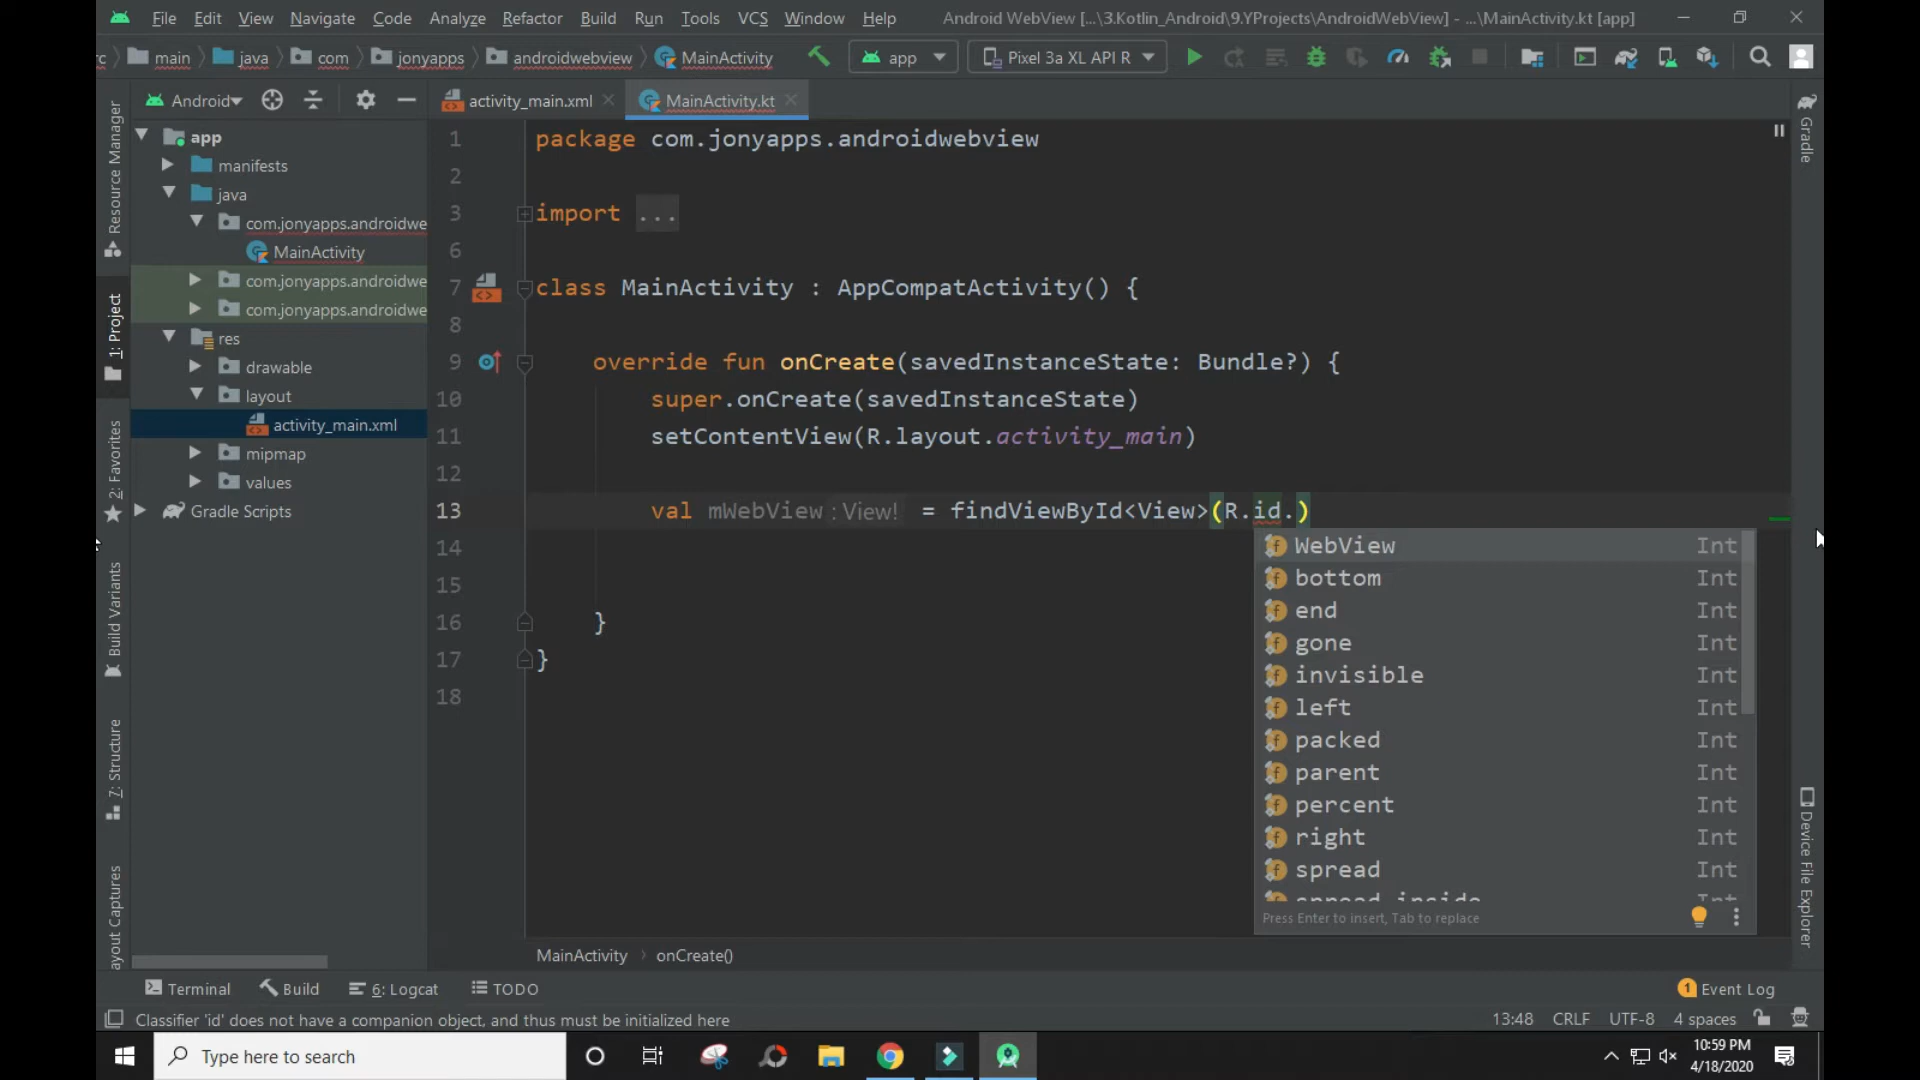 File Edit View Navigate Code Analyze Refactor Build Run Tools VCS Window Help Android WebView [...\3.Kotlin_Android\9.YProjects\AndroidWebView] - ...\MainActivity.kt [app]
rc main java com jonyapps androidwebview MainActivity app Pixel 3a XL API R
Android activity_main.xml MainActivity.kt
Resource Manager
1: Project
2: Favorites
Build Variants
7: Structure
ayout Captures
app
manifests
java
com.jonyapps.androidwe
MainActivity
com.jonyapps.androidwe
com.jonyapps.androidwe
res
drawable
layout
activity_main.xml
mipmap
values
Gradle Scripts
1 package com.jonyapps.androidwebview
2
3 import ...
6
7 class MainActivity : AppCompatActivity() {
8
9 override fun onCreate(savedInstanceState: Bundle?) {
10 super.onCreate(savedInstanceState)
11 setContentView(R.layout.activity_main)
12
13 val mWebView : View! = findViewById<View>(R.id.)
14
15
16 }
17 }
18
WebView Int
bottom Int
end Int
gone Int
invisible Int
left Int
packed Int
parent Int
percent Int
right Int
spread Int
spread_inside Int
Press Enter to insert, Tab to replace
Gradle
Device File Explorer
MainActivity onCreate()
Terminal Build 6: Logcat TODO 1 Event Log
Classifier 'id' does not have a companion object, and thus must be initialized here 13:48 CRLF UTF-8 4 spaces
Type here to search
10:59 PM
4/18/2020